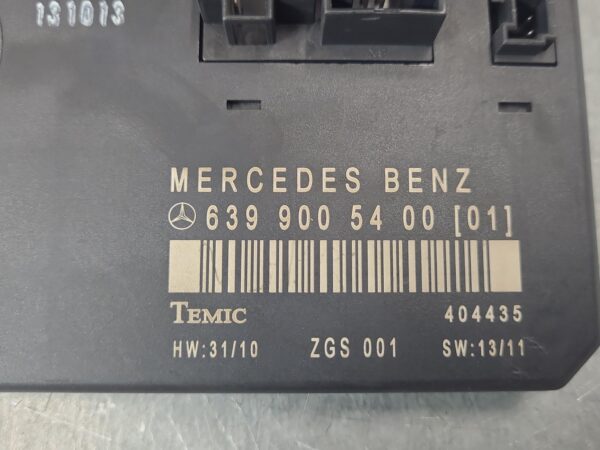 131013
MERCEDES BENZ
639 900 54 00 [01]
TEMIC 404435
HW:31/10 ZGS 001 SW:13/11